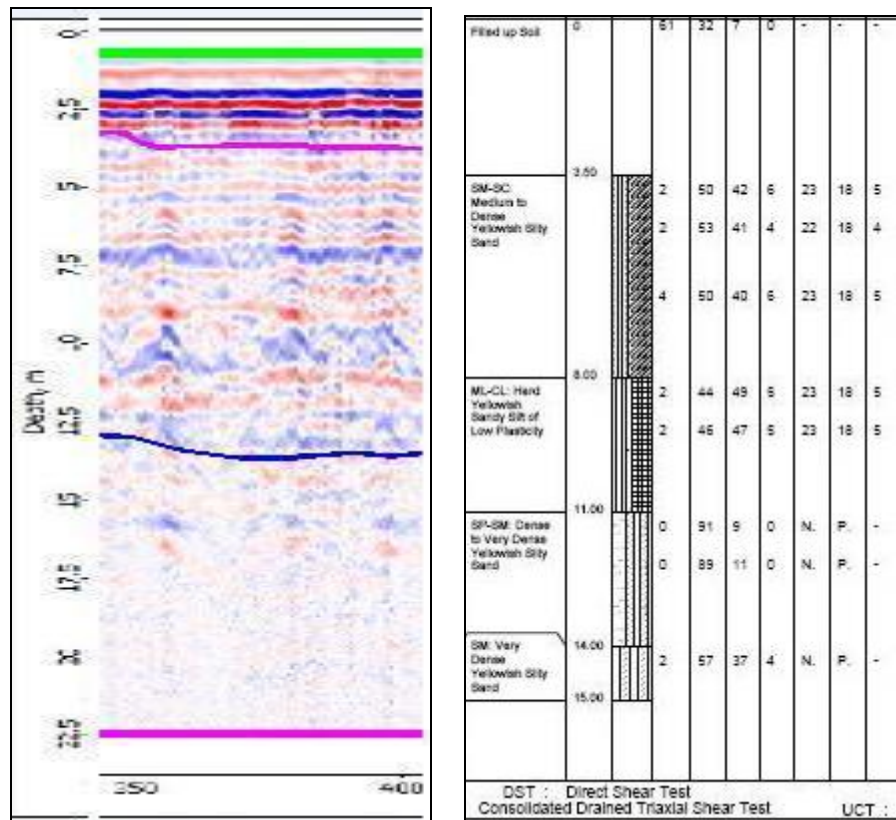 0
2.5
5
7.5
10
12.5
15
17.5
20
22.5
Depth, m
350
400
Filled up Soil 0 61 32 7 0 - - -
3.50
SM-SC: 2 50 42 6 23 18 5
Medium to
Dense
Yellowish Silty 2 53 41 4 22 18 4
Sand
4 50 40 6 23 18 5
8.00
ML-CL: Hard 2 44 49 5 23 18 5
Yellowish
Sandy Silt of
Low Plasticity 2 46 47 5 23 18 5
11.00
SP-SM: Dense 0 91 9 0 N. P. -
to Very Dense
Yellowish Silty
Sand 0 89 11 0 N. P. -
14.00
SM: Very 2 57 37 4 N. P. -
Dense
Yellowish Silty
Sand
15.00
DST : Direct Shear Test
Consolidated Drained Triaxial Shear Test UCT :